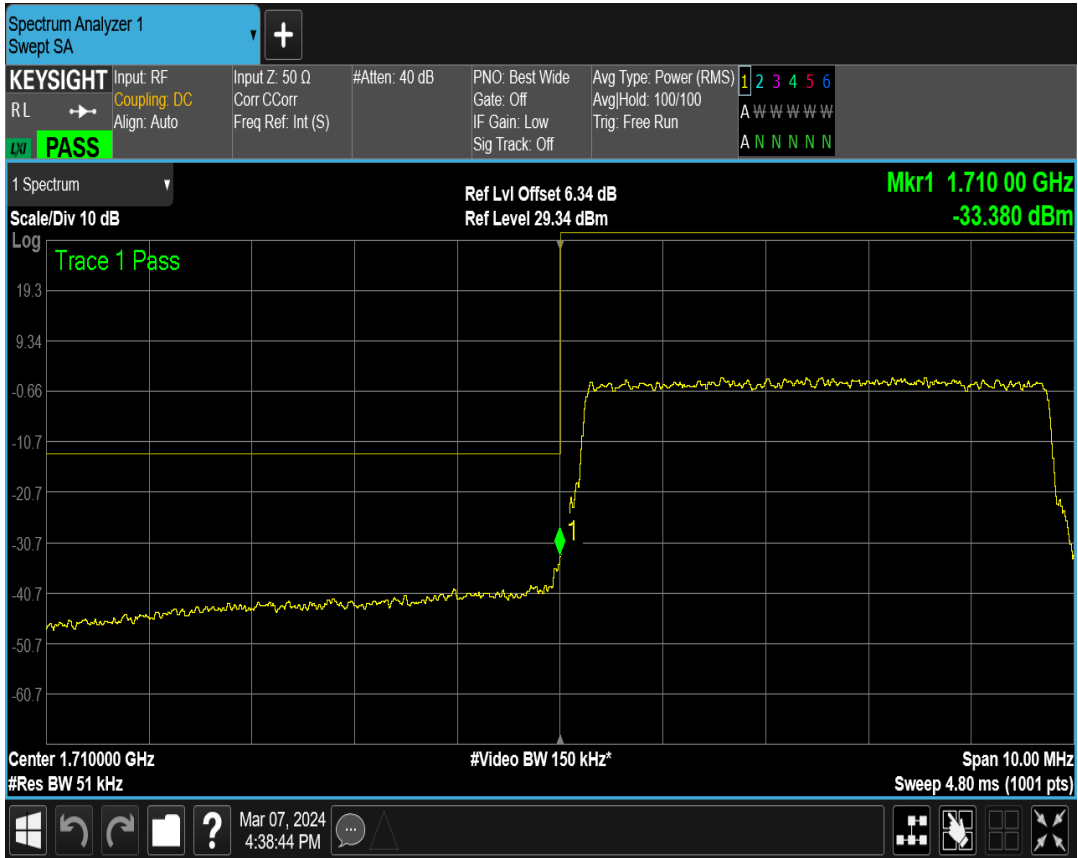 Spectrum Analyzer 1
Swept SA
+
KEYSIGHT
RL
LXI PASS
Input: RF
Coupling: DC
Align: Auto
Input Z: 50 Ω
Corr CCorr
Freq Ref: Int (S)
#Atten: 40 dB
PNO: Best Wide
Gate: Off
IF Gain: Low
Sig Track: Off
Avg Type: Power (RMS)
Avg|Hold: 100/100
Trig: Free Run
1 2 3 4 5 6
A W W W W W
A N N N N N
1 Spectrum
Scale/Div 10 dB
Ref Lvl Offset 6.34 dB
Ref Level 29.34 dBm
Mkr1 1.710 00 GHz
-33.380 dBm
Log
Trace 1 Pass
19.3
9.34
-0.66
-10.7
-20.7
-30.7
-40.7
-50.7
-60.7
1
Center 1.710000 GHz
#Res BW 51 kHz
#Video BW 150 kHz*
Span 10.00 MHz
Sweep 4.80 ms (1001 pts)
?
Mar 07, 2024
4:38:44 PM